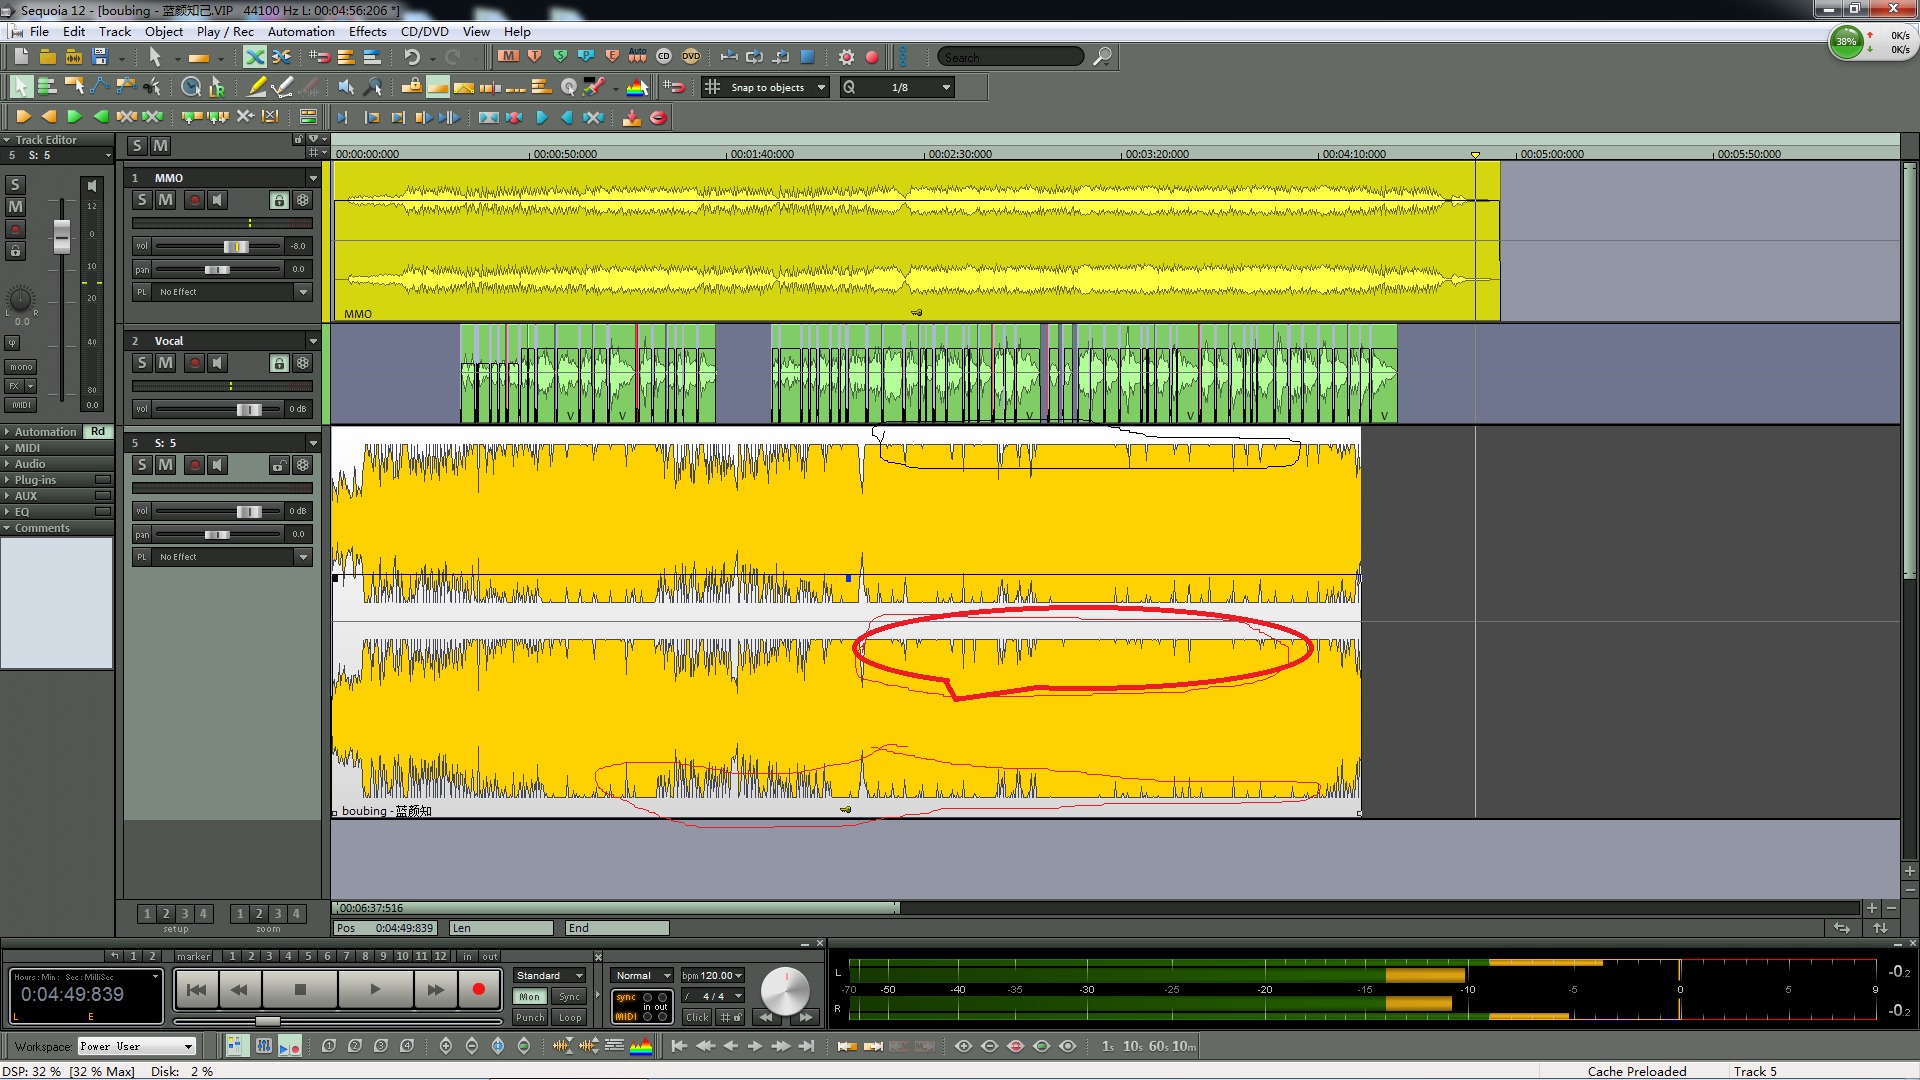 Sequoia 12 - [boubing - 蓝颜知己.VIP   44100 Hz L: 00:04:56:206 *]
File Edit Track Object Play / Rec Automation Effects CD/DVD View Help
38% 0K/s
0K/s
M T S P E Auto CD DVD Search
Snap to objects Q 1/8
Track Editor
5 S: 5
S M
00:00:00:000 00:00:50:000 00:01:40:000 00:02:30:000 00:03:20:000 00:04:10:000 00:05:00:000 00:05:50:000
S
M
12
0
10
20
40
80
0.0
L R
0.0
mono
FX
MIDI
1 MMO
S M
vol -8.0
pan 0.0
PL No Effect
MMO
2 Vocal
S M
vol 0 dB
V V V V V
5 S: 5
S M
vol 0 dB
pan 0.0
PL No Effect
boubing - 蓝颜知
Automation Rd
MIDI
Audio
Plug-ins
AUX
EQ
Comments
1 2 3 4 1 2 3 4
setup zoom
00:06:37:516
Pos 0:04:49:839 Len End
1 2 marker 1 2 3 4 5 6 7 8 9 10 11 12 in out
Hours : Min : Sec : MilliSec
0:04:49:839
L E
Standard
Mon Sync
Punch Loop
Normal bpm 120.00
sync in out MIDI
4 / 4
Click
L
-70 -50 -40 -35 -30 -25 -20 -15 -10 -5 0 5 9
R
-0.2
-0.2
Workspace: Power User
1 2 3 4
1s 10s 60s 10m
DSP: 32 % [32 % Max] Disk: 2 % Cache Preloaded Track 5